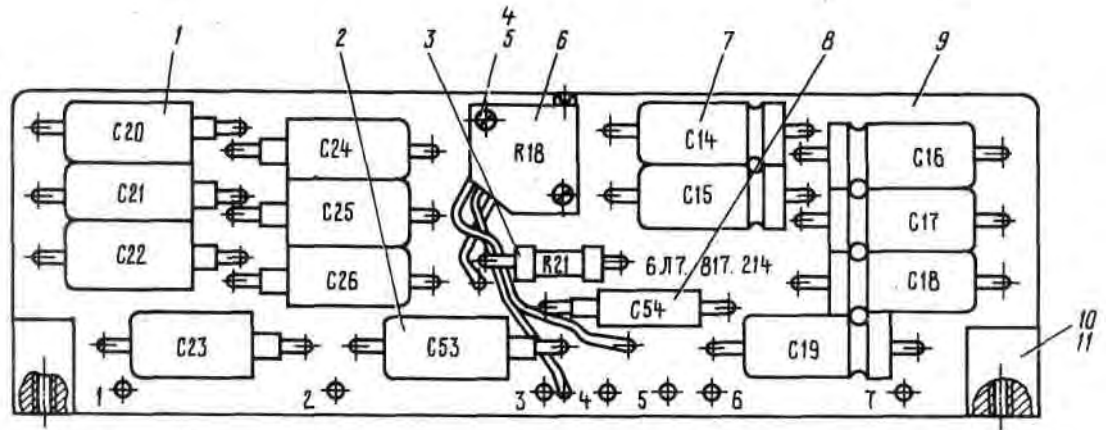 4
1 2 3 5 6 7 8 9
C20 C24 R18 C14 C16
C21 C25 C15 C17
C22 C26 R21 6Л7. 817. 214 C18
C54
C23 C53 C19 10
11
1 2 3 4 5 6 7